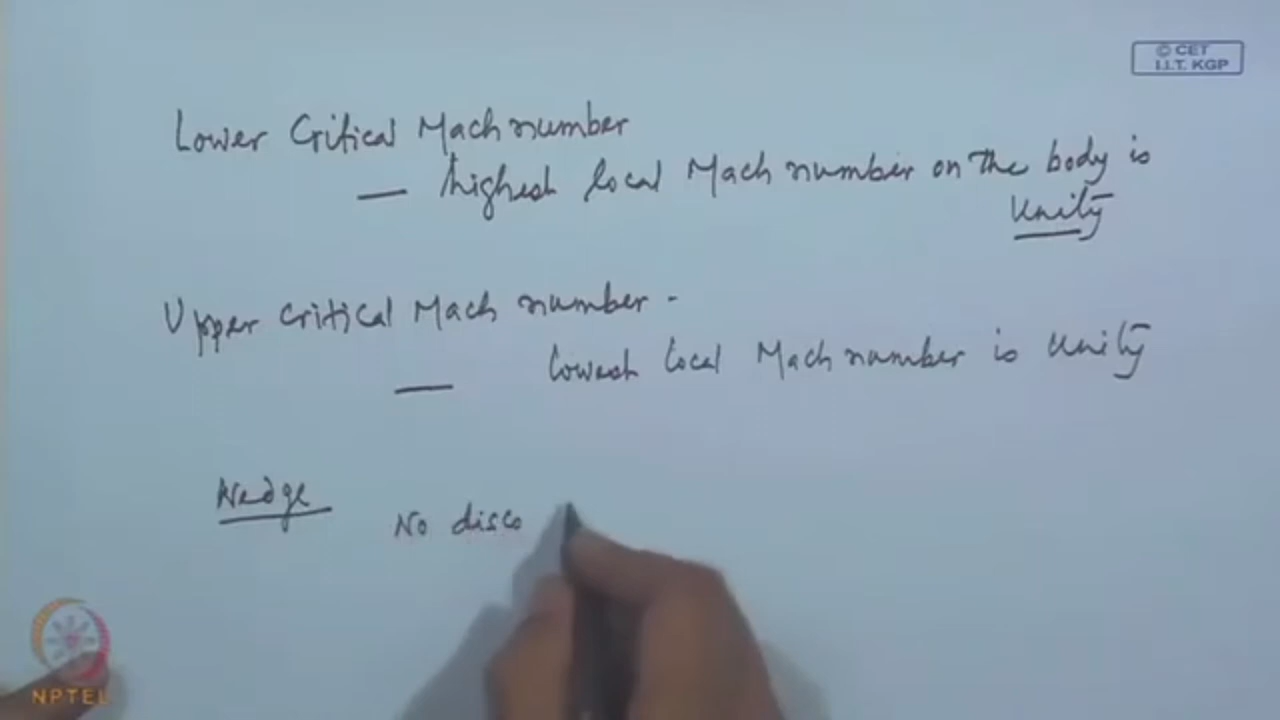 © CET
I.I.T. KGP
Lower Critical Mach number
— highest local Mach number on the body is
Unity
Upper critical Mach number -
— lowest local Mach number is Unity
Wedge
No disco
NPTEL